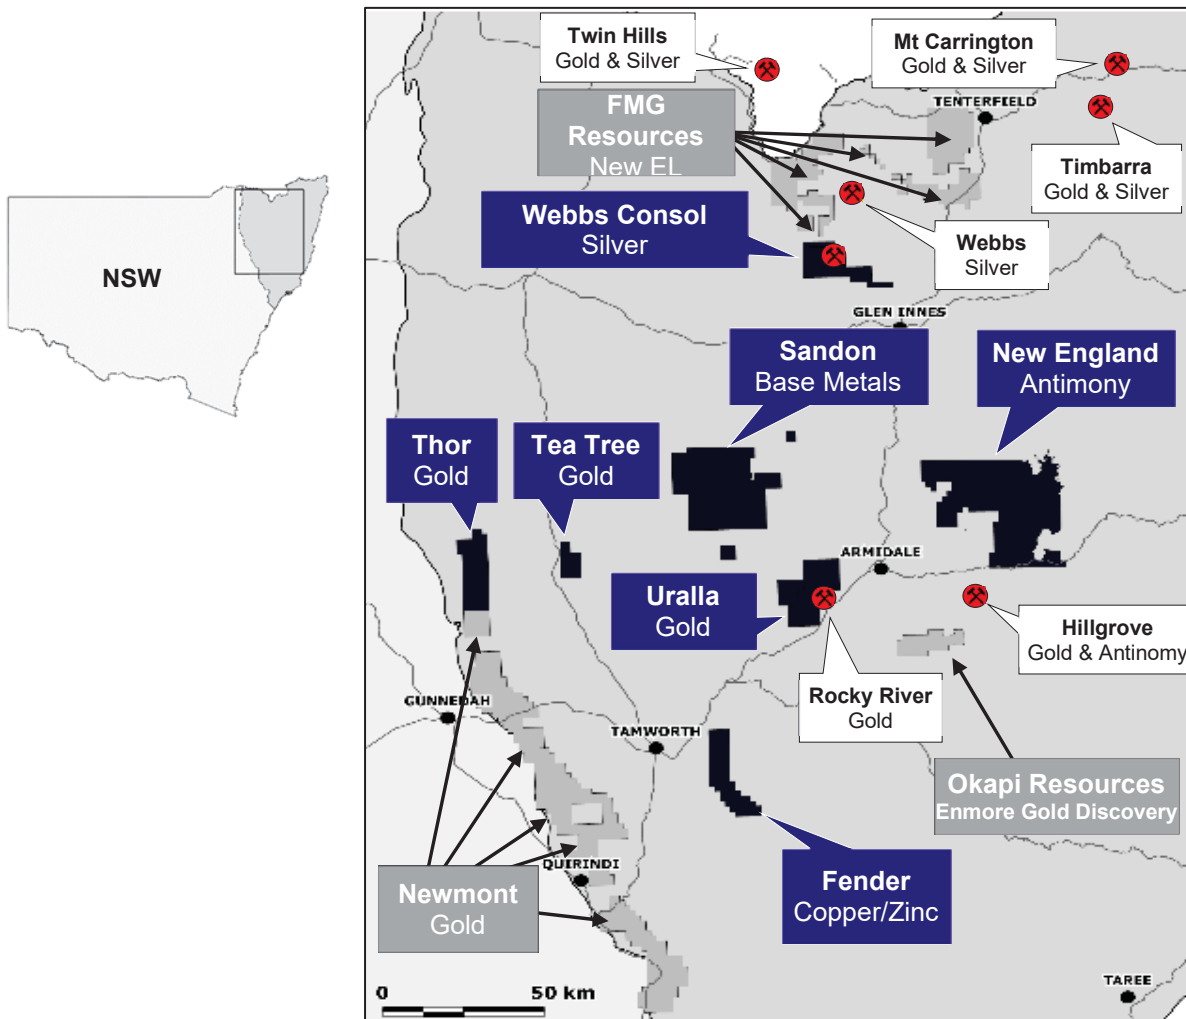 Twin Hills
Gold & Silver
Mt Carrington
Gold & Silver
FMG
Resources
New EL
TENTERFIELD
Timbarra
Gold & Silver
Webbs Consol
Silver
Webbs
Silver
NSW
GLEN INNES
Sandon
Base Metals
New England
Antimony
Thor
Gold
Tea Tree
Gold
ARMIDALE
Uralla
Gold
Hillgrove
Gold & Antinomy
Rocky River
Gold
GUNNEDAH
TAMWORTH
Okapi Resources
Enmore Gold Discovery
QUIRINDI
Newmont
Gold
Fender
Copper/Zinc
TAREE
0 50 km